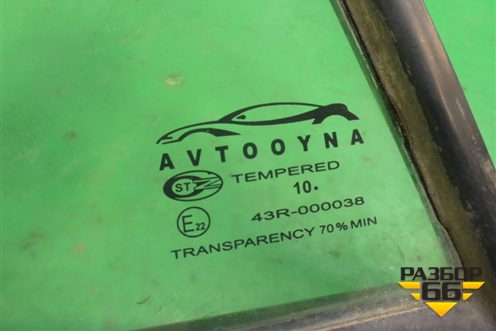 AVTOOYNA
ST
TEMPERED
10.
E22
43R-000038
TRANSPARENCY 70% MIN
РАЗБОР
66